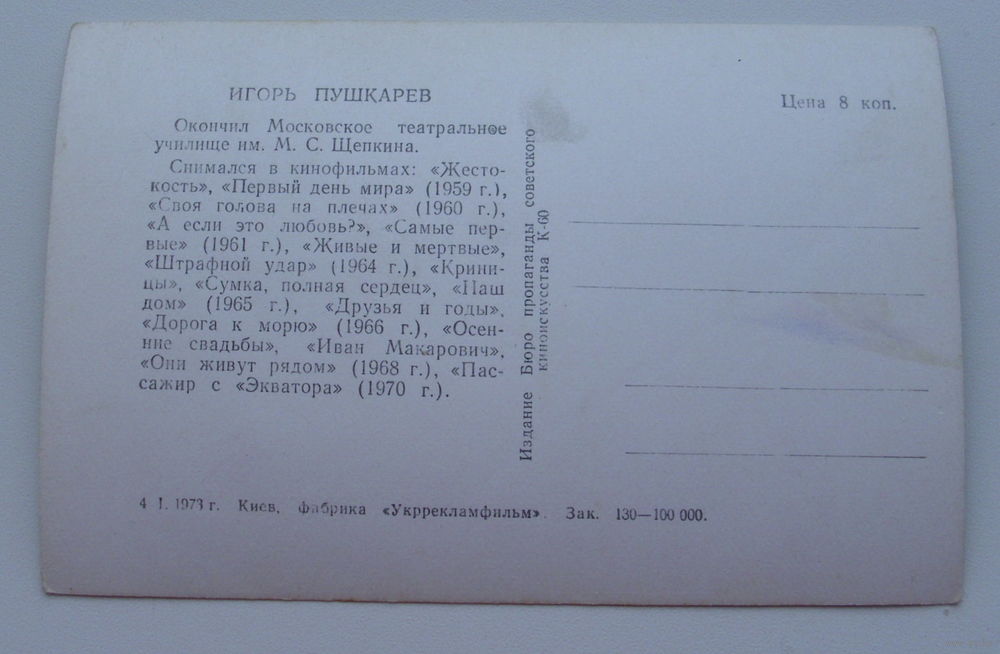 ИГОРЬ ПУШКАРЕВ
Окончил Московское театральное
училище им. М. С. Щепкина.
Снимался в кинофильмах: «Жесто-
кость», «Первый день мира» (1959 г.),
«Своя голова на плечах» (1960 г.),
«А если это любовь?», «Самые пер-
вые» (1961 г.), «Живые и мертвые»,
«Штрафной удар» (1964 г.), «Крини-
цы», «Сумка, полная сердец», «Наш
дом» (1965 г.), «Друзья и годы»,
«Дорога к морю» (1966 г.), «Осен-
ние свадьбы», «Иван Макарович»,
«Они живут рядом» (1968 г.), «Пас-
сажир с «Экватора» (1970 г.).
Издание Бюро пропаганды советского
киноискусства К-60
Цена 8 коп.
4 I. 1973 г. Киев. Фабрика «Укррекламфильм». Зак. 130—100 000.